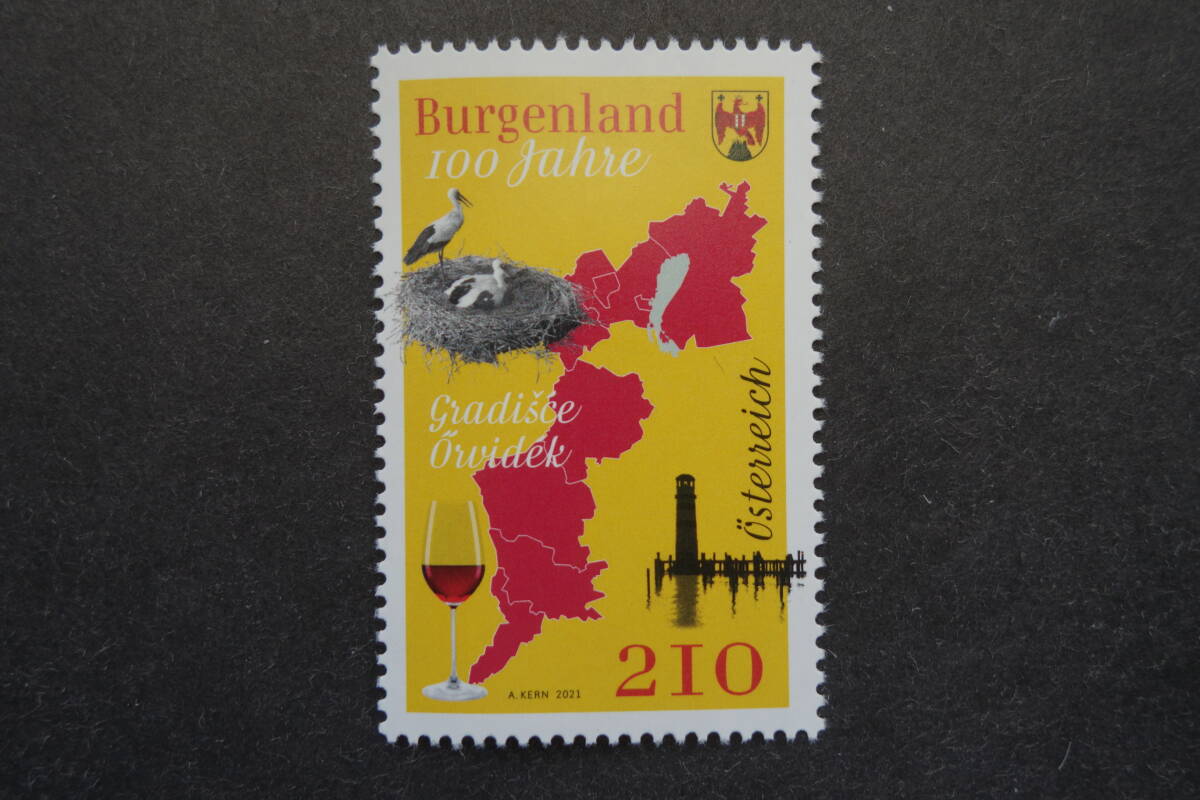 Burgenland
100 Jahre
Gradišće
Őrvidék
Österreich
A. KERN 2021
210